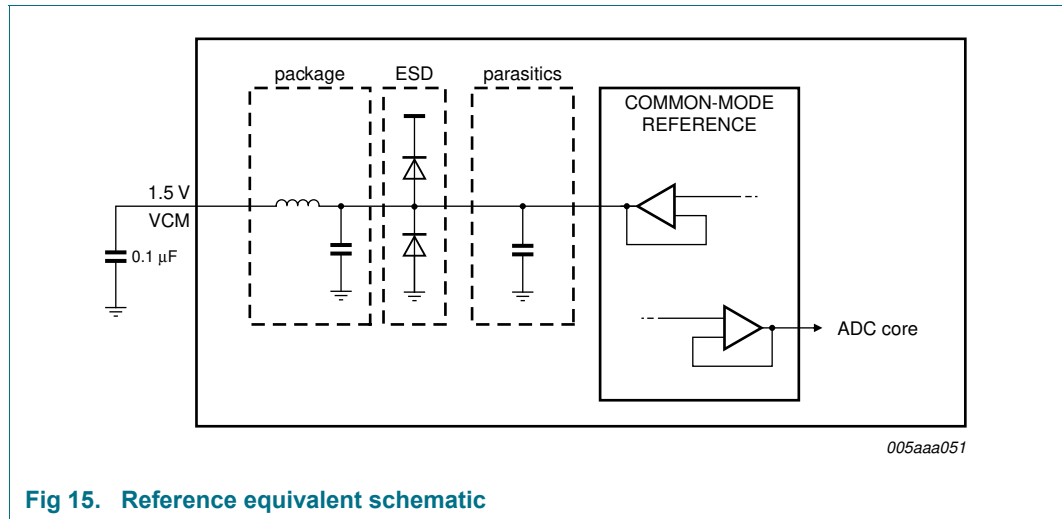 package
ESD
parasitics
COMMON-MODE
REFERENCE
1.5 V
VCM
0.1 μF
ADC core
005aaa051
Fig 15. Reference equivalent schematic